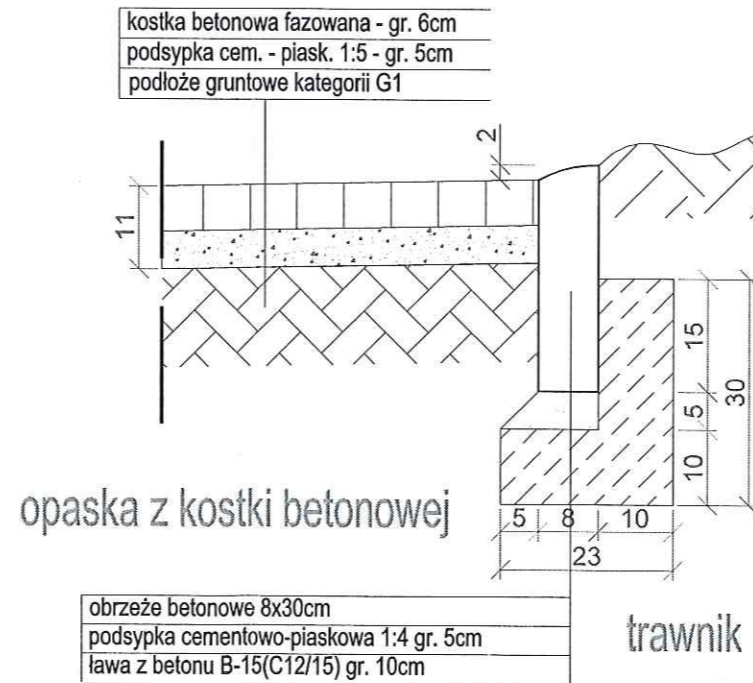 kostka betonowa fazowana - gr. 6cm
podsypka cem. - piask. 1:5 - gr. 5cm
podłoże gruntowe kategorii G1
2
11
15
30
5
10
opaska z kostki betonowej
5 8 10
23
obrzeże betonowe 8x30cm
podsypka cementowo-piaskowa 1:4 gr. 5cm
trawnik
ława z betonu B-15(C12/15) gr. 10cm